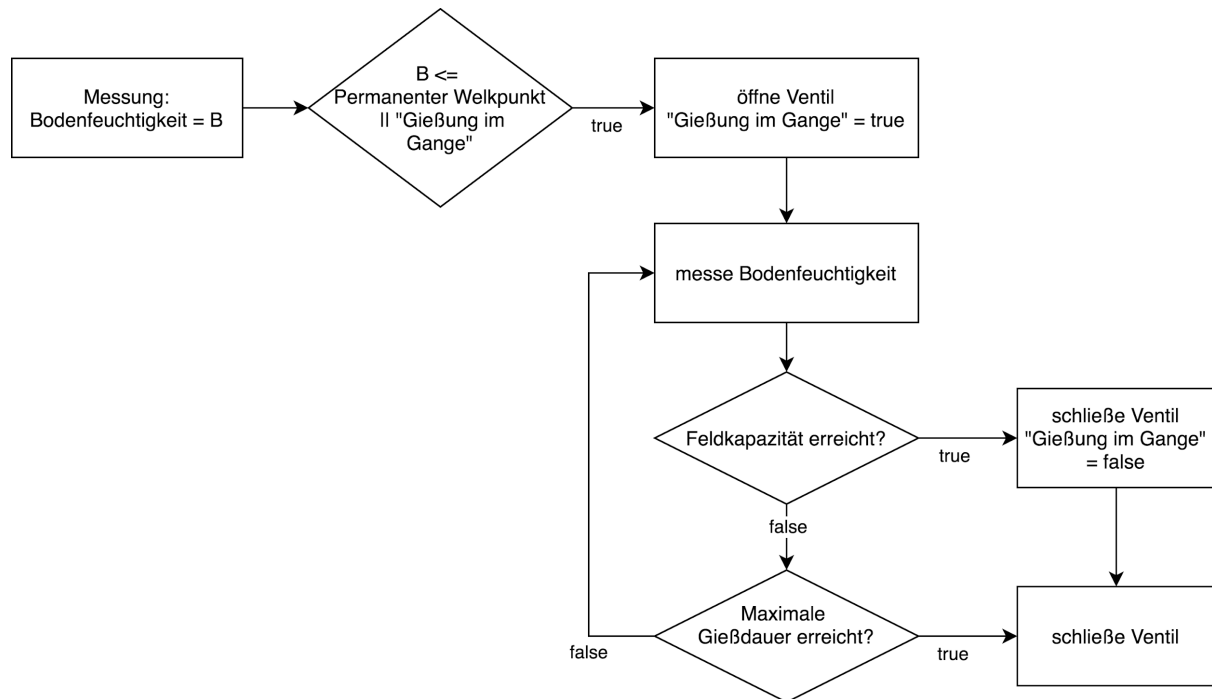 Messung:
Bodenfeuchtigkeit = B
B <=
Permanenter Welkpunkt
|| "Gießung im
Gange"
true
öffne Ventil
"Gießung im Gange" = true
messe Bodenfeuchtigkeit
Feldkapazität erreicht?
true
schließe Ventil
"Gießung im Gange"
= false
false
Maximale
Gießdauer erreicht?
false
true
schließe Ventil